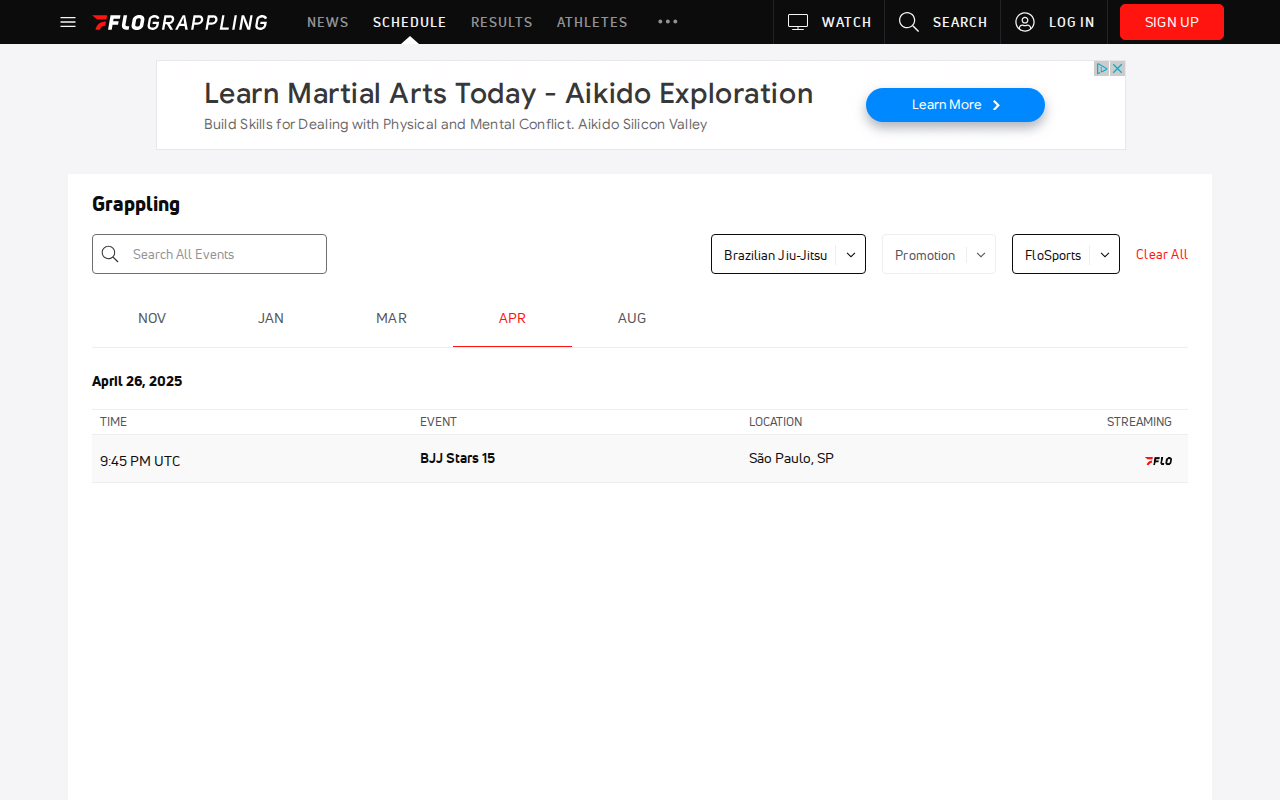 FLOGRAPPLING NEWS SCHEDULE RESULTS ATHLETES WATCH SEARCH LOG IN SIGN UP
Learn Martial Arts Today - Aikido Exploration
Build Skills for Dealing with Physical and Mental Conflict. Aikido Silicon Valley
Learn More
Grappling
Search All Events Brazilian Jiu-Jitsu Promotion FloSports Clear All
NOV JAN MAR APR AUG
April 26, 2025
TIME EVENT LOCATION STREAMING
9:45 PM UTC BJJ Stars 15 São Paulo, SP FLO